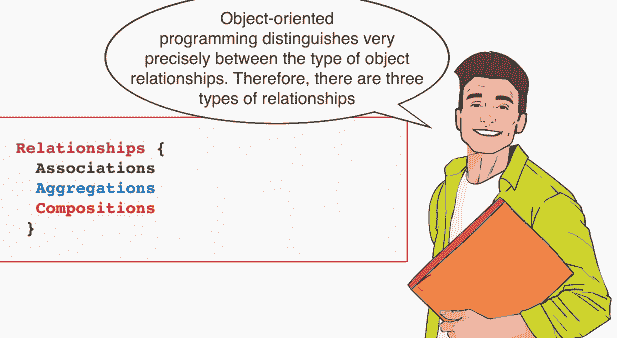 Object-oriented
programming distinguishes very
precisely between the type of object
relationships. Therefore, there are three
types of relationships
Relationships {
Associations
Aggregations
Compositions
}